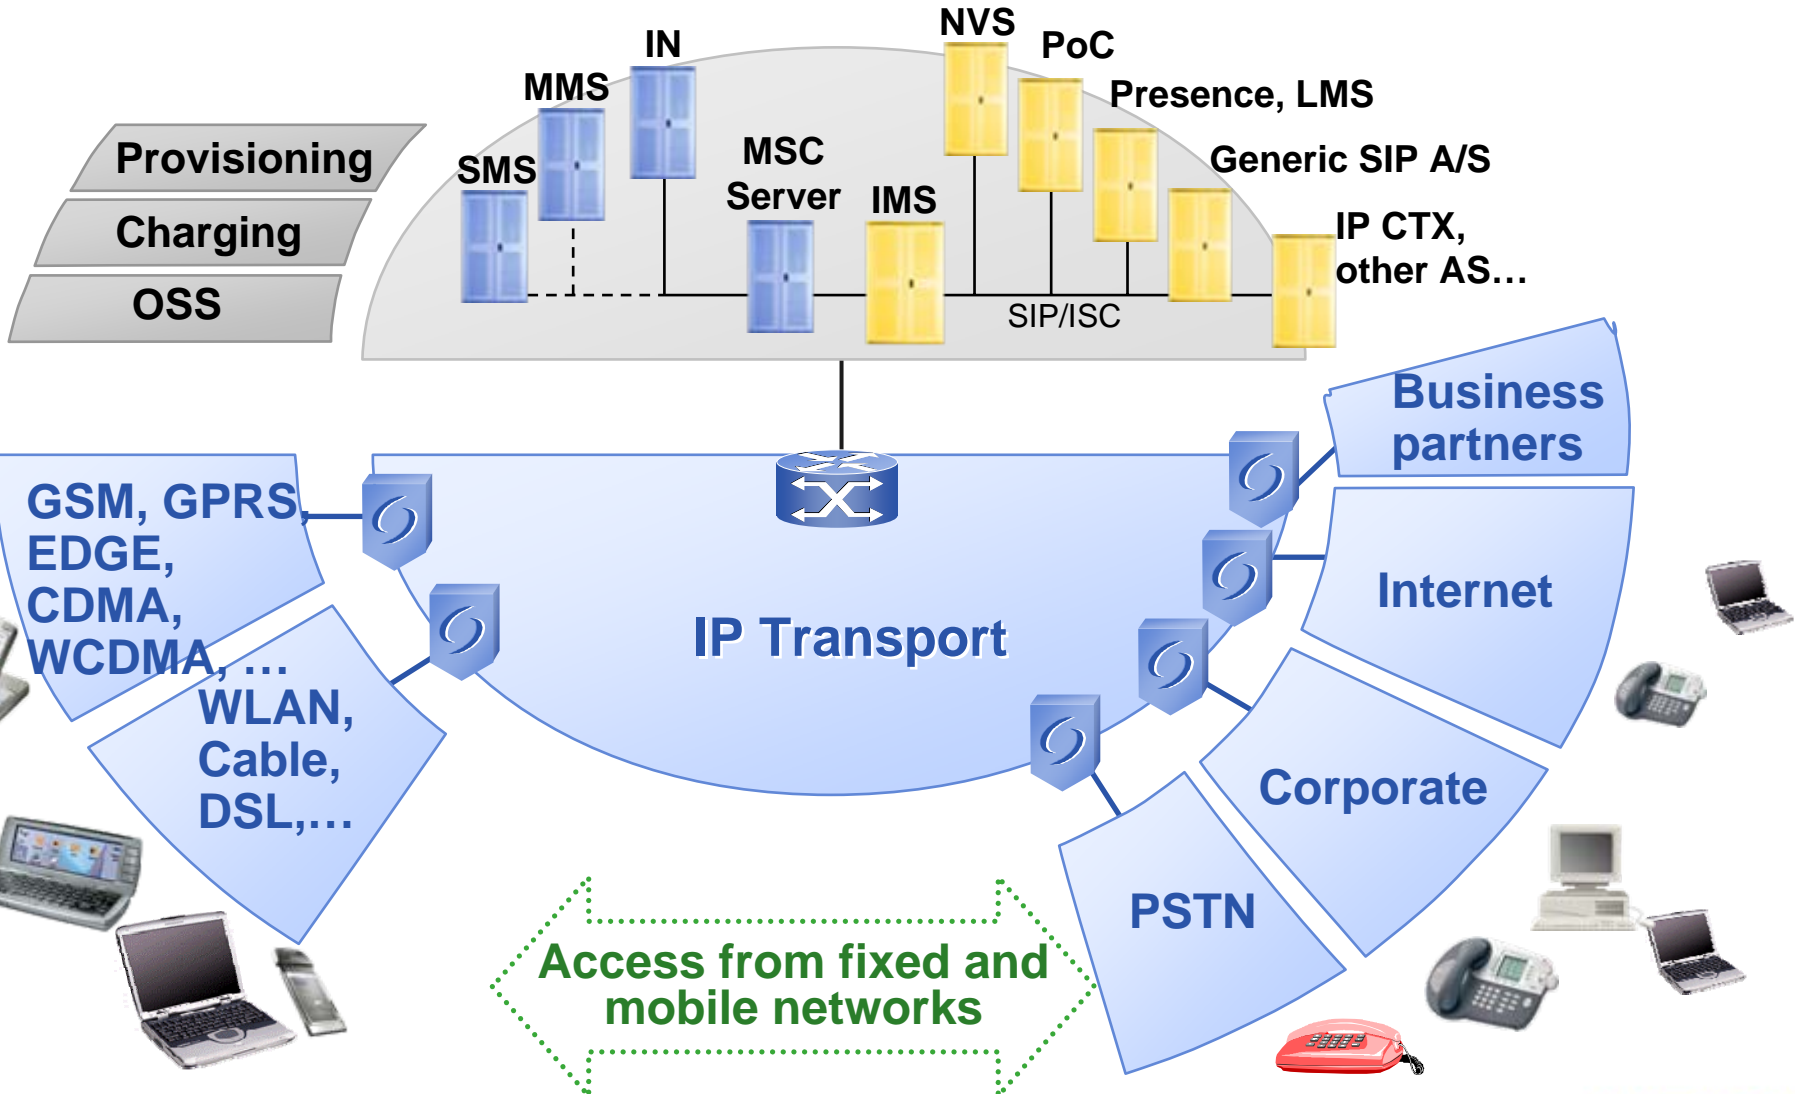 NVS
IN
PoC
MMS
Presence, LMS
MSC
Server
Generic SIP A/S
Provisioning
SMS
IMS
Charging
IP CTX,
other AS…
OSS
SIP/ISC
Business
partners
GSM, GPRS,
EDGE,
CDMA,
WCDMA, …
Internet
IP Transport
WLAN,
Cable,
DSL,…
Corporate
PSTN
Access from fixed and
mobile networks